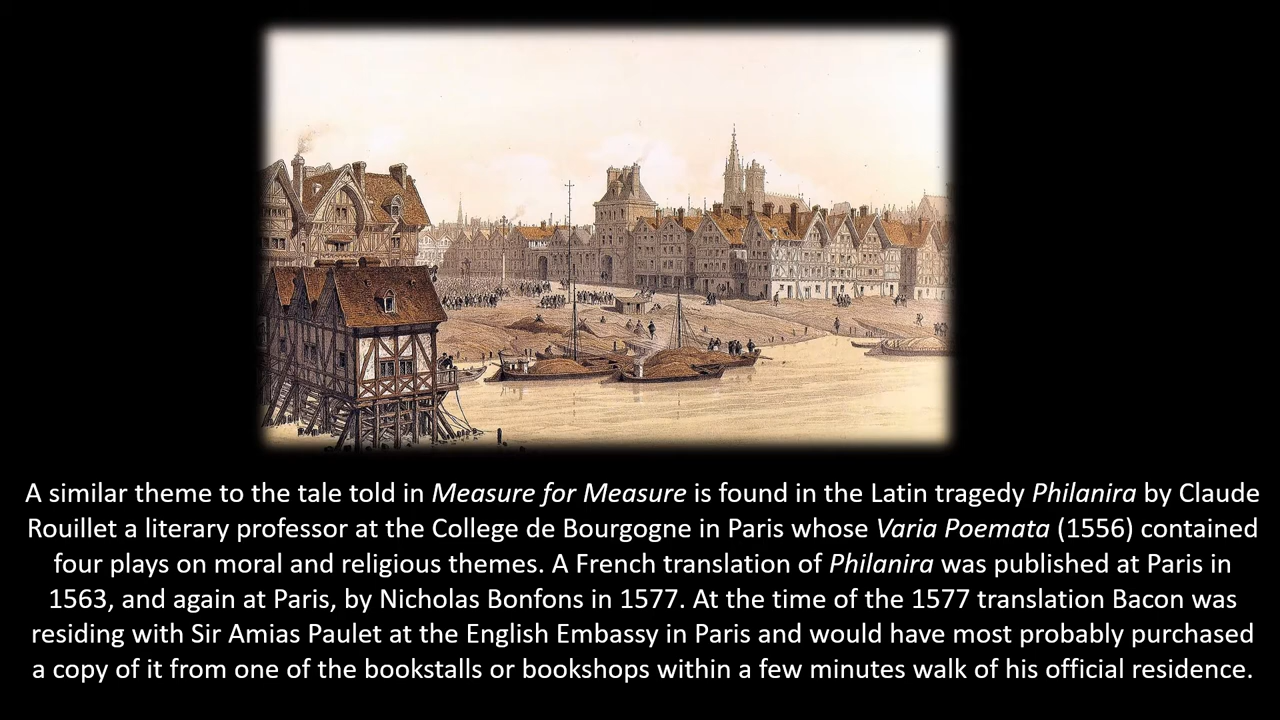 A similar theme to the tale told in Measure for Measure is found in the Latin tragedy Philanira by Claude
Rouillet a literary professor at the College de Bourgogne in Paris whose Varia Poemata (1556) contained
four plays on moral and religious themes. A French translation of Philanira was published at Paris in
1563, and again at Paris, by Nicholas Bonfons in 1577. At the time of the 1577 translation Bacon was
residing with Sir Amias Paulet at the English Embassy in Paris and would have most probably purchased
a copy of it from one of the bookstalls or bookshops within a few minutes walk of his official residence.